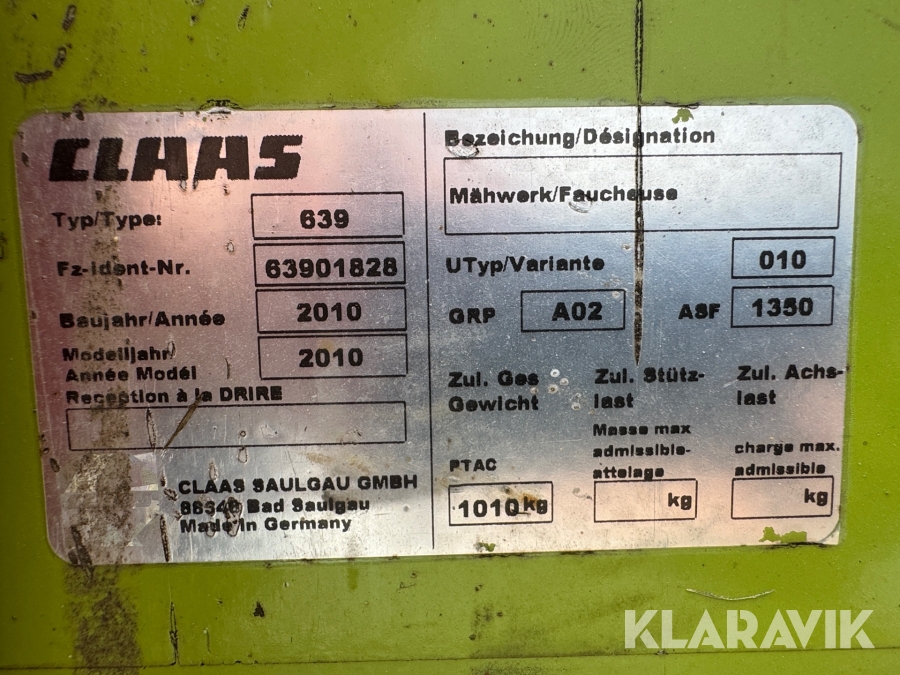 CLAAS
Typ/Type: 639
Fz-Ident-Nr. 63901828
Baujahr/Année 2010
Modelljahr 2010
Année Modél
Reception à la DRIRE
CLAAS SAULGAU GMBH
88348 Bad Saulgau
Made in Germany
Bezeichung/Désignation
Mähwerk/Faucheuse
UTyp/Variante 010
GRP A02 ASF 1350
Zul. Ges Gewicht
Zul. Stütz-
last
Masse max
admissible-
attelage
Zul. Achs-
last
charge max.
admissible
PTAC
1010 kg
kg
kg
KLARAVIK